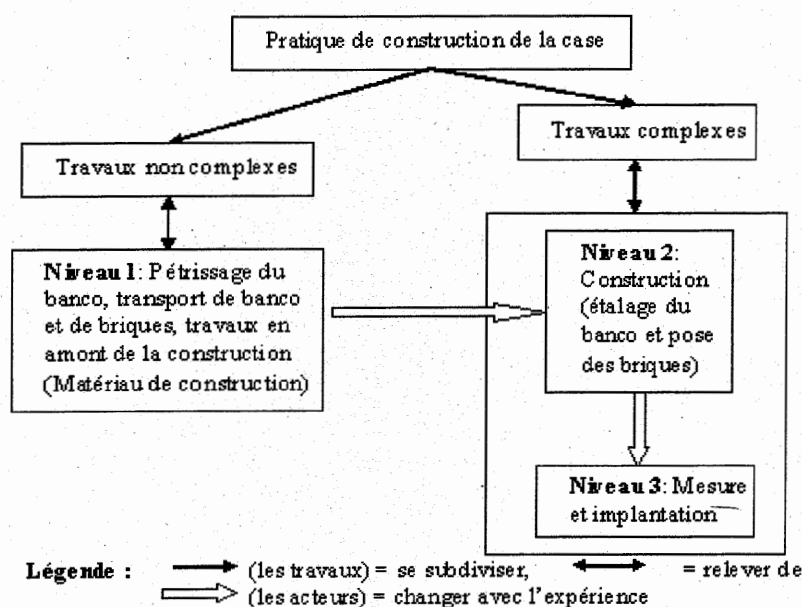 Pratique de construction de la case
Travaux non complexes
Travaux complexes
Niveau 1: Pétrissage du
banco, transport de banco
et de briques, travaux en
amont de la construction
(Matériau de construction)
Niveau 2:
Construction
(étalage du
banco et pose
des briques)
Niveau 3: Mesure
et implantation
Légende : (les travaux) = se subdiviser, = relever de
(les acteurs) = changer avec l'expérience